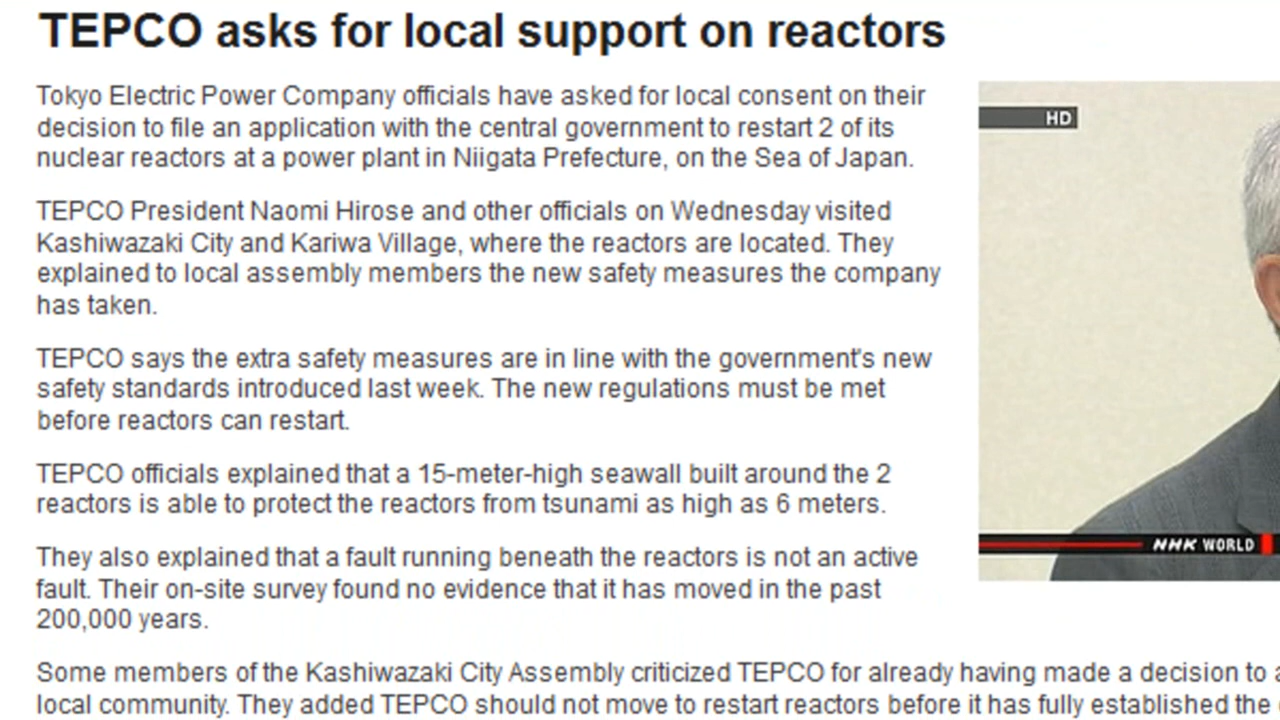 TEPCO asks for local support on reactors
Tokyo Electric Power Company officials have asked for local consent on their
decision to file an application with the central government to restart 2 of its
nuclear reactors at a power plant in Niigata Prefecture, on the Sea of Japan.
TEPCO President Naomi Hirose and other officials on Wednesday visited
Kashiwazaki City and Kariwa Village, where the reactors are located. They
explained to local assembly members the new safety measures the company
has taken.
TEPCO says the extra safety measures are in line with the government's new
safety standards introduced last week. The new regulations must be met
before reactors can restart.
TEPCO officials explained that a 15-meter-high seawall built around the 2
reactors is able to protect the reactors from tsunami as high as 6 meters.
They also explained that a fault running beneath the reactors is not an active
fault. Their on-site survey found no evidence that it has moved in the past
200,000 years.
Some members of the Kashiwazaki City Assembly criticized TEPCO for already having made a decision to
local community. They added TEPCO should not move to restart reactors before it has fully established the
HD
NHK WORLD